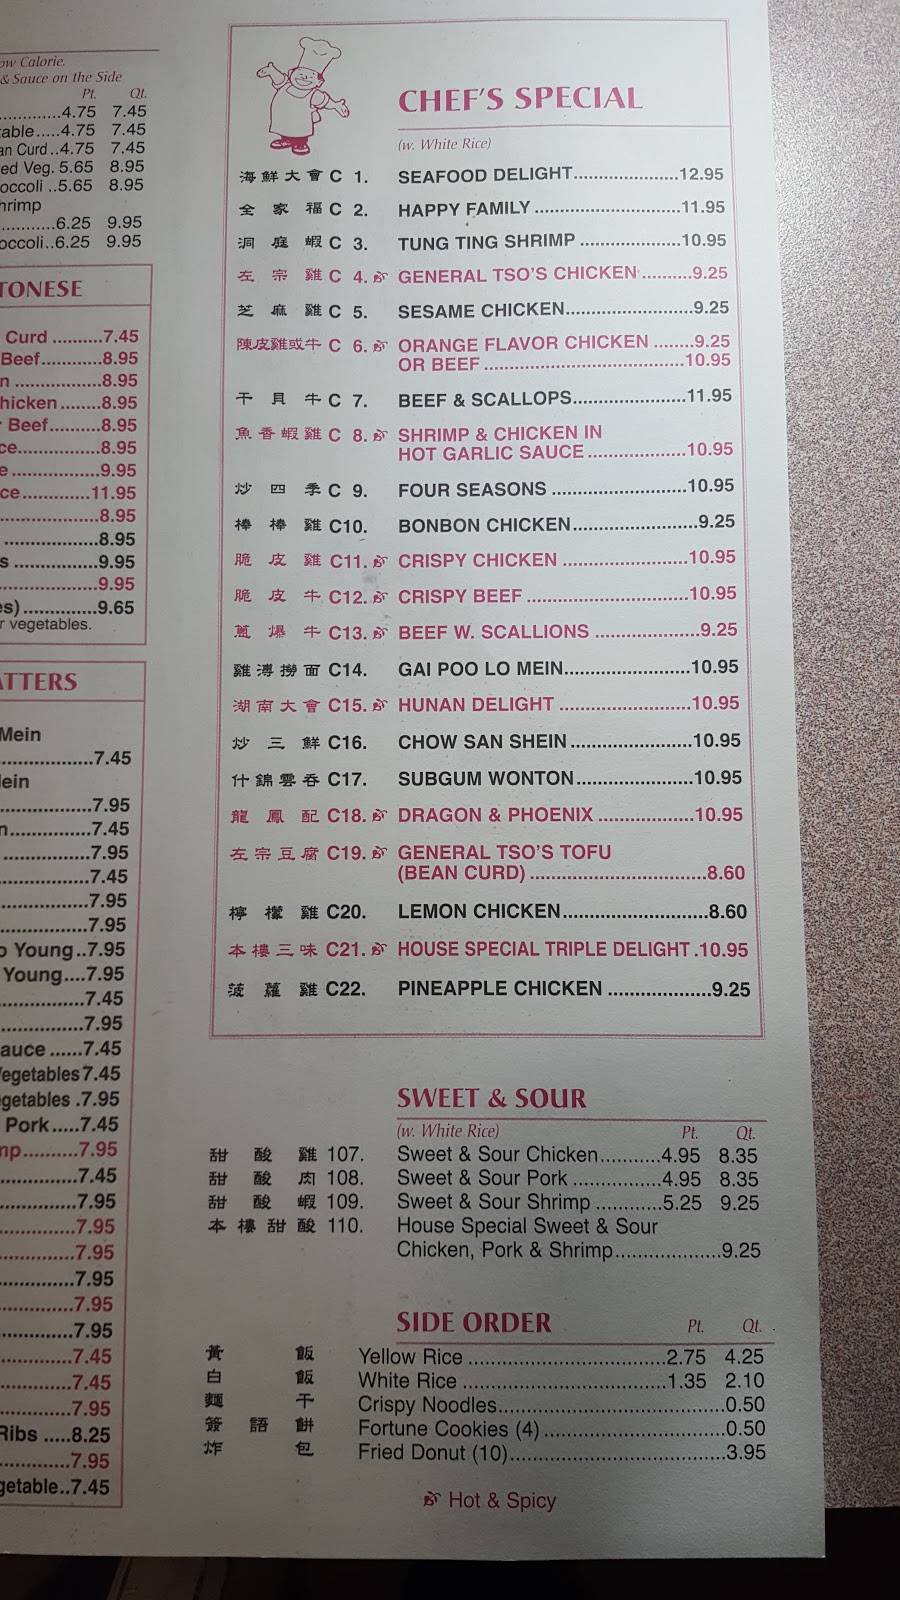 ow Calorie.
& Sauce on the Side
Pt. Qt.
.............4.75 7.45
table.....4.75 7.45
an Curd..4.75 7.45
ed Veg. 5.65 8.95
occoli ..5.65 8.95
hrimp
............6.25 9.95
occoli..6.25 9.95
TONESE
Curd ..........7.45
Beef............8.95
n .................8.95
hicken ........8.95
r Beef..........8.95
ce................8.95
e .................9.95
ce.............11.95
....................8.95
...................8.95
s .................9.95
....................9.95
es)..............9.65
r vegetables.
ATTERS
Mein
....................7.45
ein
..................7.95
n................7.45
.................7.95
..................7.45
..................7.95
..................7.95
o Young..7.95
Young....7.95
.................7.45
.................7.95
auce ......7.45
egetables 7.45
getables .7.95
Pork.....7.45
mp..........7.95
...............7.45
...............7.95
...............7.95
...............7.95
...............7.95
...............7.95
...............7.95
...............7.45
...............7.45
...............7.95
Ribs .....8.25
...............7.95
getable..7.45
CHEF'S SPECIAL
(w. White Rice)
海鮮大會 C 1. SEAFOOD DELIGHT.....................12.95
全家福 C 2. HAPPY FAMILY .............................11.95
洞庭蝦 C 3. TUNG TING SHRIMP ....................10.95
左宗雞 C 4. GENERAL TSO'S CHICKEN ..........9.25
芝麻雞 C 5. SESAME CHICKEN.........................9.25
陳皮雞或牛 C 6. ORANGE FLAVOR CHICKEN ........9.25
OR BEEF ........................................10.95
干貝牛 C 7. BEEF & SCALLOPS.......................11.95
魚香蝦雞 C 8. SHRIMP & CHICKEN IN
HOT GARLIC SAUCE ....................10.95
炒四季 C 9. FOUR SEASONS ...........................10.95
棒棒雞 C10. BONBON CHICKEN.........................9.25
脆皮雞 C11. CRISPY CHICKEN .........................10.95
脆皮牛 C12. CRISPY BEEF ................................10.95
蔥爆牛 C13. BEEF W. SCALLIONS .....................9.25
雞溥撈面 C14. GAI POO LO MEIN.........................10.95
湖南大會 C15. HUNAN DELIGHT ..........................10.95
炒三鮮 C16. CHOW SAN SHEIN ........................10.95
什錦雲吞 C17. SUBGUM WONTON.......................10.95
龍鳳配 C18. DRAGON & PHOENIX ...................10.95
左宗豆腐 C19. GENERAL TSO'S TOFU
(BEAN CURD) ...................................8.60
檸檬雞 C20. LEMON CHICKEN.............................8.60
本樓三味 C21. HOUSE SPECIAL TRIPLE DELIGHT .10.95
菠蘿雞 C22. PINEAPPLE CHICKEN ....................9.25
SWEET & SOUR
(w. White Rice) Pt. Qt.
甜酸雞 107. Sweet & Sour Chicken...........4.95 8.35
甜酸肉 108. Sweet & Sour Pork ................4.95 8.35
甜酸蝦 109. Sweet & Sour Shrimp ............5.25 9.25
本樓甜酸 110. House Special Sweet & Sour
Chicken, Pork & Shrimp....................9.25
SIDE ORDER Pt. Qt.
黃飯 Yellow Rice ....................................2.75 4.25
白飯 White Rice .....................................1.35 2.10
麵干 Crispy Noodles.........................................0.50
簽語餅 Fortune Cookies (4) .................................0.50
炸包 Fried Donut (10).......................................3.95
Hot & Spicy